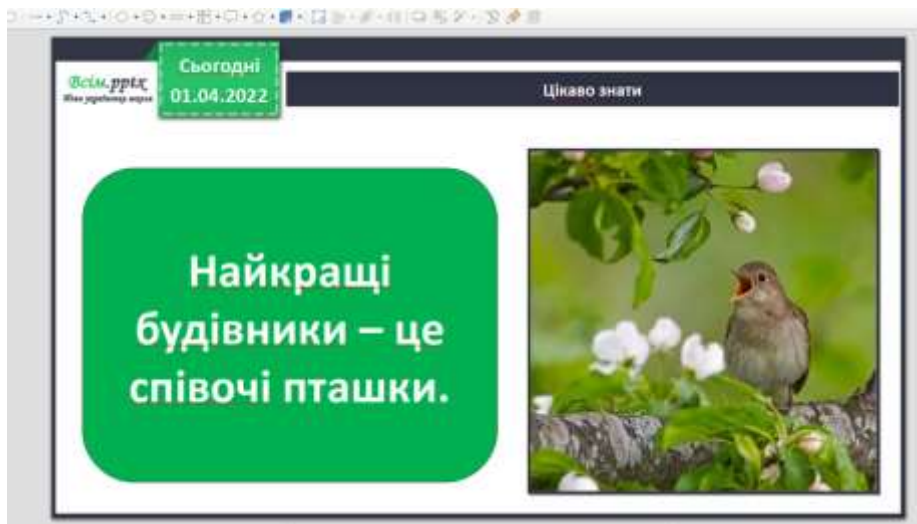 Всім.pptx
Сьогодні
01.04.2022
Цікаво знати
Найкращі
будівники – це
співочі пташки.